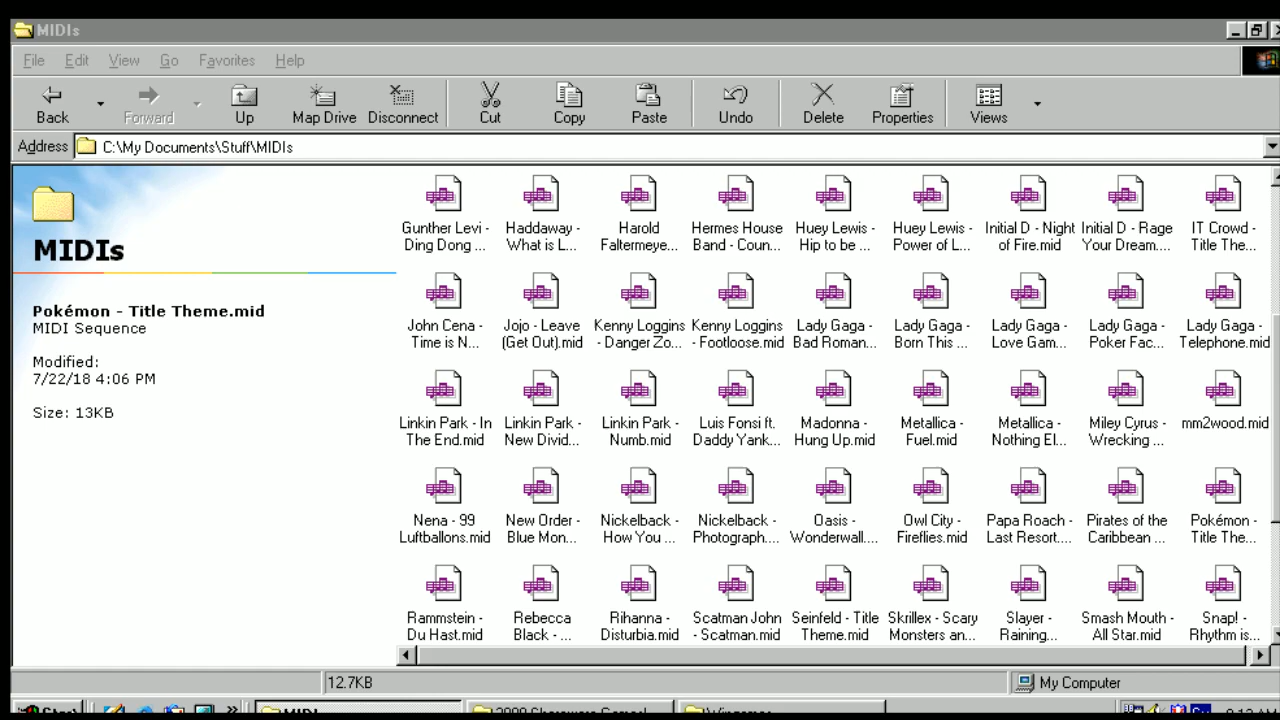 MIDIs
File Edit View Go Favorites Help
Back Forward Up Map Drive Disconnect Cut Copy Paste Undo Delete Properties Views
Address C:\My Documents\Stuff\MIDIs
MIDIs
Pokémon - Title Theme.mid
MIDI Sequence
Modified:
7/22/18 4:06 PM
Size: 13KB
Gunther Levi - Haddaway - Harold Hermes House Huey Lewis - Huey Lewis - Initial D - Night Initial D - Rage IT Crowd -
Ding Dong ... What is L... Faltermeye... Band - Coun... Hip to be ... Power of L... of Fire.mid Your Dream.... Title The...
John Cena - Jojo - Leave Kenny Loggins Kenny Loggins Lady Gaga - Lady Gaga - Lady Gaga - Lady Gaga - Lady Gaga -
Time is N... (Get Out).mid - Danger Zo... - Footloose.mid Bad Roman... Born This ... Love Gam... Poker Fac... Telephone.mid
Linkin Park - In Linkin Park - Linkin Park - Luis Fonsi ft. Madonna - Metallica - Metallica - Miley Cyrus - mm2wood.mid
The End.mid New Divid... Numb.mid Daddy Yank... Hung Up.mid Fuel.mid Nothing El... Wrecking ...
Nena - 99 New Order - Nickelback - Nickelback - Oasis - Owl City - Papa Roach - Pirates of the Pokémon -
Luftballons.mid Blue Mon... How You ... Photograph.... Wonderwall.... Fireflies.mid Last Resort.... Caribbean ... Title The...
Rammstein - Rebecca Rihanna - Scatman John Seinfeld - Title Skrillex - Scary Slayer - Smash Mouth - Snap! -
Du Hast.mid Black - ... Disturbia.mid - Scatman.mid Theme.mid Monsters an... Raining... All Star.mid Rhythm is...
12.7KB My Computer
Start MIDIs